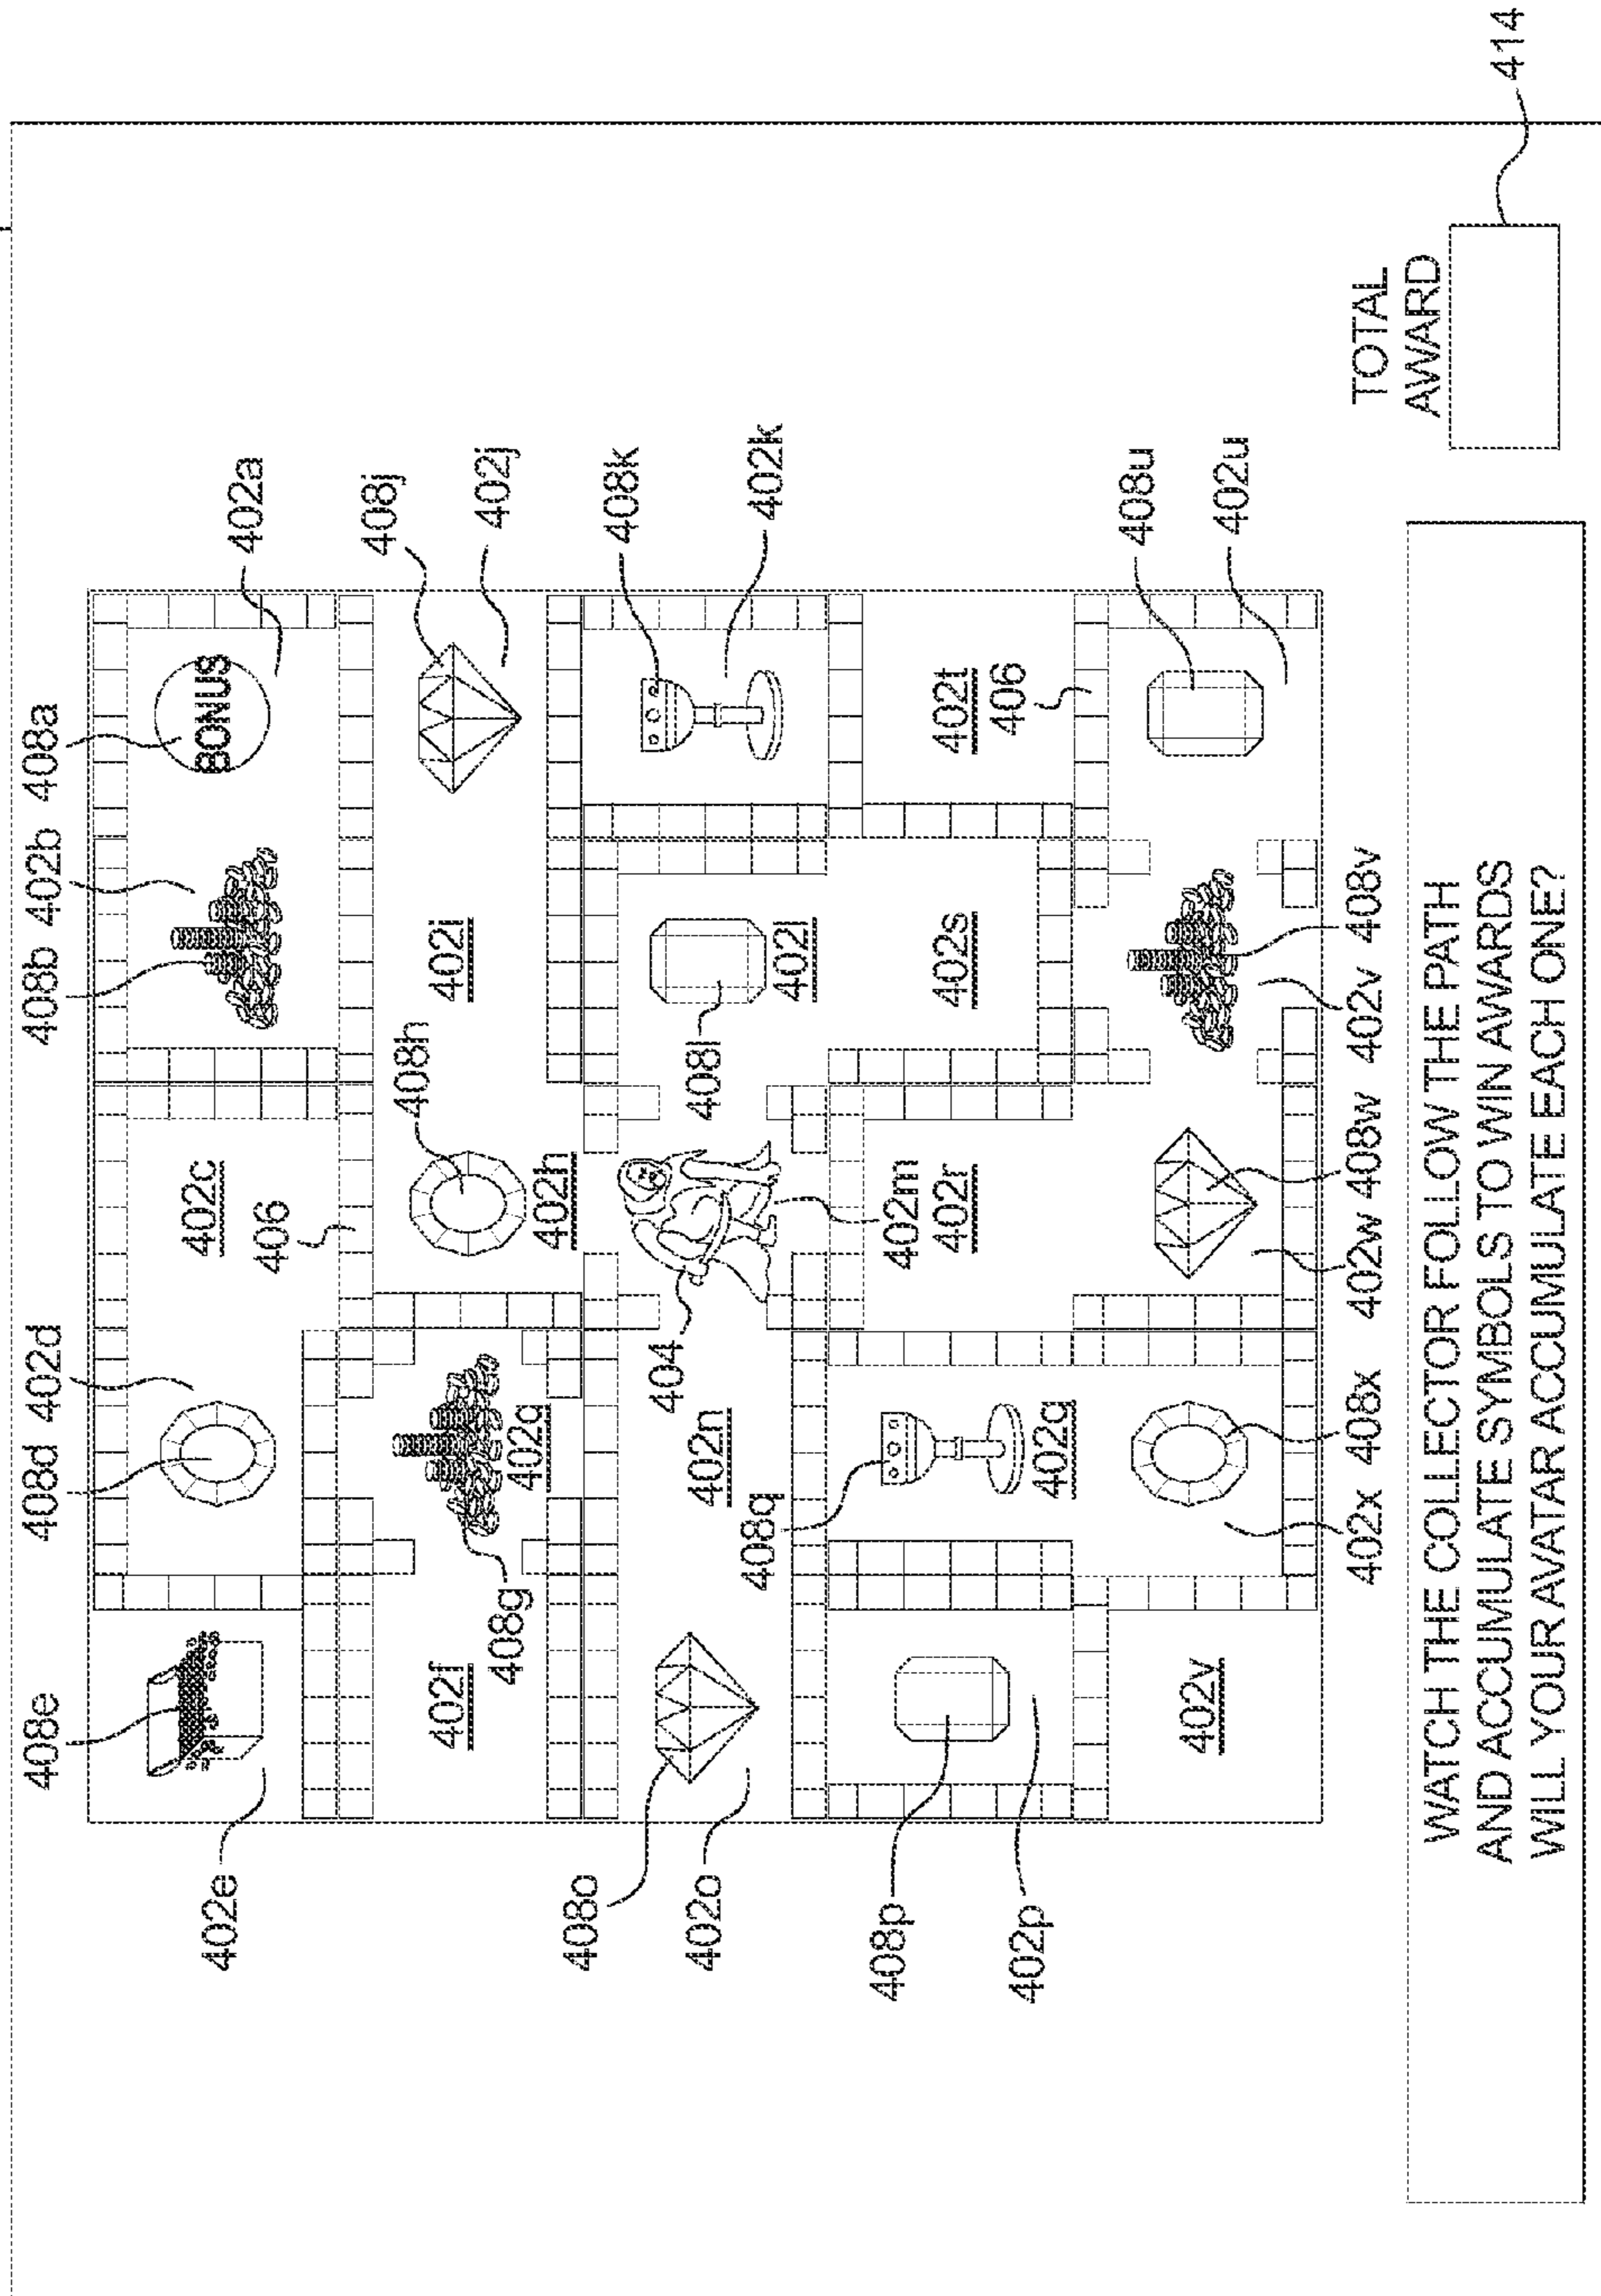 408e
408d 402d
408b 402b 408a
402e
402c
BONUS
402a
406
408j
408h
402f
402i
402j
408g
402g
402h
408o
408k
404
402o
402n
408l
408q
402k
402l
408p
402m
402r
402s
402t
406
402p
402q
408u
402y
402u
402x 408x
402w 408w
402v 408v
TOTAL
AWARD
414
WATCH THE COLLECTOR FOLLOW THE PATH
AND ACCUMULATE SYMBOLS TO WIN AWARDS
WILL YOUR AVATAR ACCUMULATE EACH ONE?